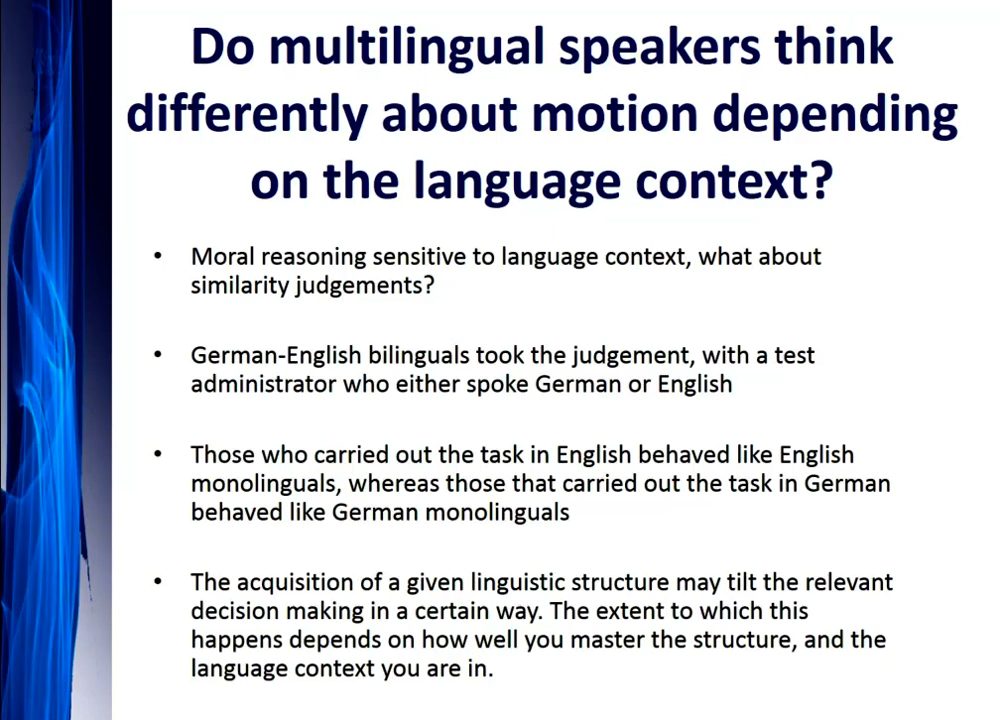 Do multilingual speakers think
differently about motion depending
on the language context?
• Moral reasoning sensitive to language context, what about
similarity judgements?
• German-English bilinguals took the judgement, with a test
administrator who either spoke German or English
• Those who carried out the task in English behaved like English
monolinguals, whereas those that carried out the task in German
behaved like German monolinguals
• The acquisition of a given linguistic structure may tilt the relevant
decision making in a certain way. The extent to which this
happens depends on how well you master the structure, and the
language context you are in.